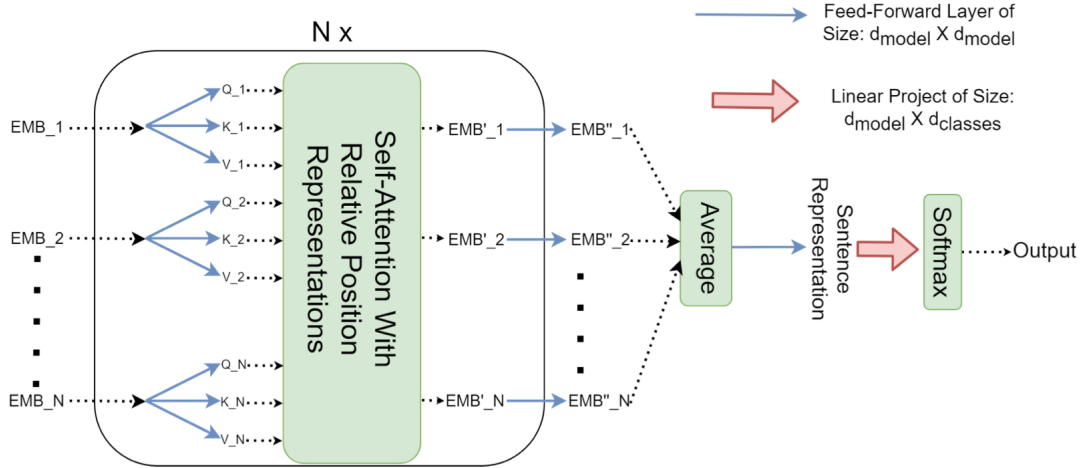 N x
Feed-Forward Layer of
Size: dmodel X dmodel
Linear Project of Size:
dmodel X dclasses
EMB_1
Q_1
K_1
V_1
EMB'_1
EMB"_1
EMB_2
Q_2
K_2
V_2
EMB'_2
EMB"_2
EMB_N
Q_N
K_N
V_N
EMB'_N
EMB"_N
Self-Attention With
Relative Position
Representations
Average
Sentence
Representation
Softmax
Output